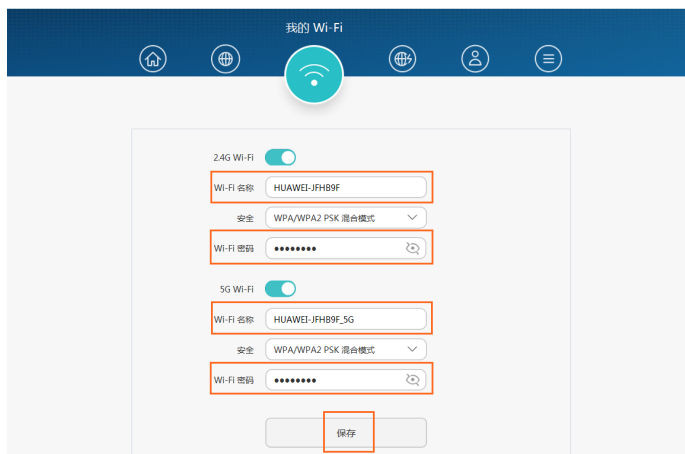 我的 Wi-Fi
2.4G Wi-Fi
Wi-Fi 名称 HUAWEI-JFHB9F
安全 WPA/WPA2 PSK 混合模式
Wi-Fi 密码 ●●●●●●●●
5G Wi-Fi
Wi-Fi 名称 HUAWEI-JFHB9F_5G
安全 WPA/WPA2 PSK 混合模式
Wi-Fi 密码 ●●●●●●●●
保存